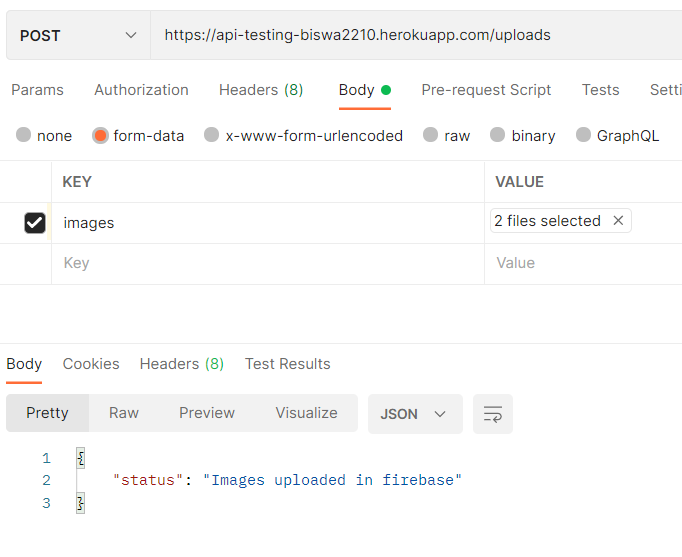 POST https://api-testing-biswa2210.herokuapp.com/uploads
Params Authorization Headers (8) Body Pre-request Script Tests Setti
none form-data x-www-form-urlencoded raw binary GraphQL
KEY VALUE
images 2 files selected
Key Value
Body Cookies Headers (8) Test Results
Pretty Raw Preview Visualize JSON
1 {
2 "status": "Images uploaded in firebase"
3 }